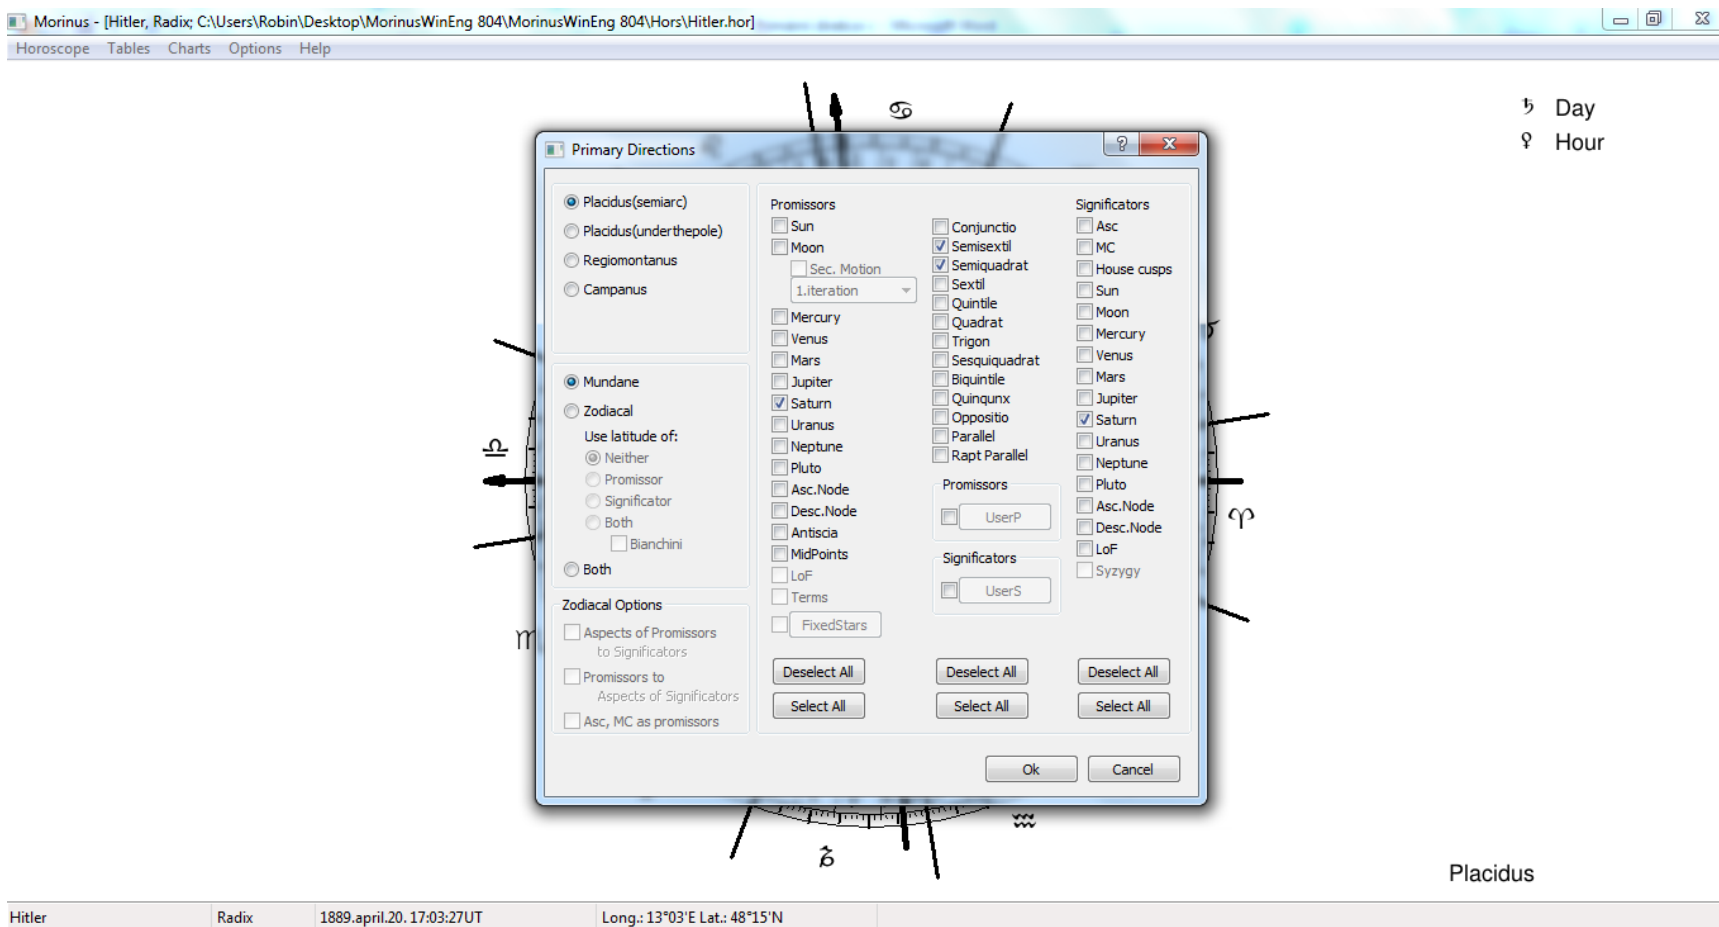 Morinus - [Hitler, Radix; C:\Users\Robin\Desktop\MorinusWinEng 804\MorinusWinEng 804\Hors\Hitler.hor]
Horoscope Tables Charts Options Help
♄ Day
♀ Hour
♋
Primary Directions
Placidus(semiarc)
Placidus(underthepole)
Regiomontanus
Campanus
Mundane
Zodiacal
Use latitude of:
Neither
Promissor
Significator
Both
Bianchini
Both
Zodiacal Options
Aspects of Promissors
to Significators
Promissors to
Aspects of Significators
Asc, MC as promissors
Promissors
Sun
Moon
Sec. Motion
1.iteration
Mercury
Venus
Mars
Jupiter
Saturn
Uranus
Neptune
Pluto
Asc.Node
Desc.Node
Antiscia
MidPoints
LoF
Terms
FixedStars
Deselect All
Select All
Conjunctio
Semisextil
Semiquadrat
Sextil
Quintile
Quadrat
Trigon
Sesquiquadrat
Biquintile
Quinqunx
Oppositio
Parallel
Rapt Parallel
Promissors
UserP
Significators
UserS
Deselect All
Select All
Significators
Asc
MC
House cusps
Sun
Moon
Mercury
Venus
Mars
Jupiter
Saturn
Uranus
Neptune
Pluto
Asc.Node
Desc.Node
LoF
Syzygy
Deselect All
Select All
Ok Cancel
♎
♈
♏
♒
Placidus
Hitler Radix 1889.april.20. 17:03:27UT Long.: 13°03'E Lat.: 48°15'N